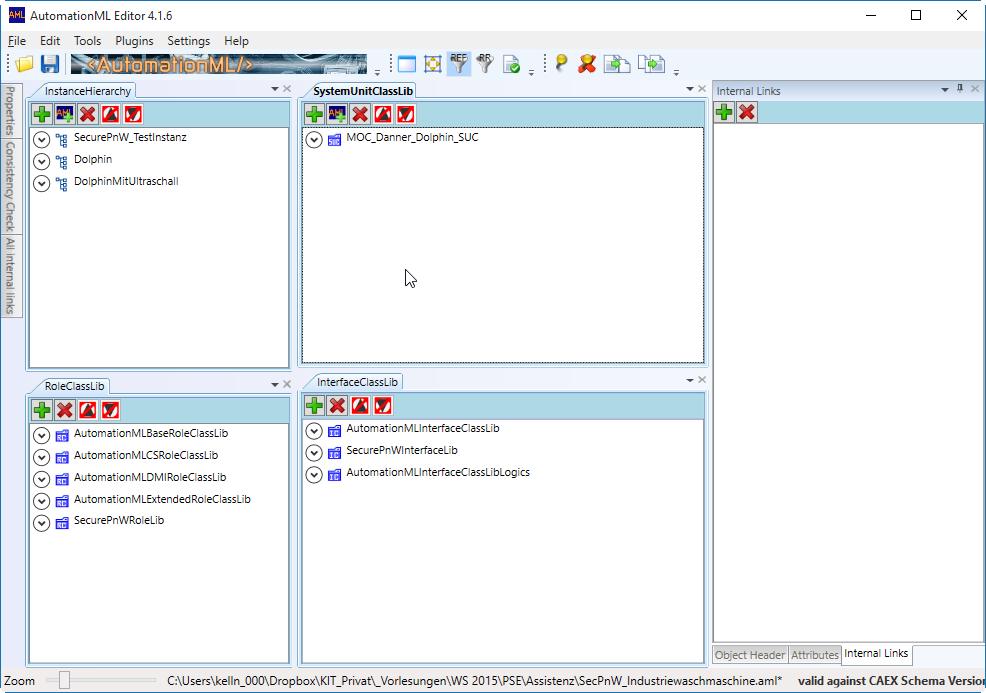 AutomationML Editor 4.1.6
File Edit Tools Plugins Settings Help
<AutomationML/>
REF
RR
Properties
Consistency Check
All internal links
InstanceHierarchy
SecurePnW_TestInstanz
Dolphin
DolphinMitUltraschall
SystemUnitClassLib
MOC_Danner_Dolphin_SUC
Internal Links
RoleClassLib
AutomationMLBaseRoleClassLib
AutomationMLCSRoleClassLib
AutomationMLDMIRoleClassLib
AutomationMLExtendedRoleClassLib
SecurePnWRoleLib
InterfaceClassLib
AutomationMLInterfaceClassLib
SecurePnWInterfaceLib
AutomationMLInterfaceClassLibLogics
Object Header Attributes Internal Links
Zoom C:\Users\kelln_000\Dropbox\KIT_Privat\_Vorlesungen\WS 2015\PSE\Assistenz\SecPnW_Industriewaschmaschine.aml* valid against CAEX Schema Versio